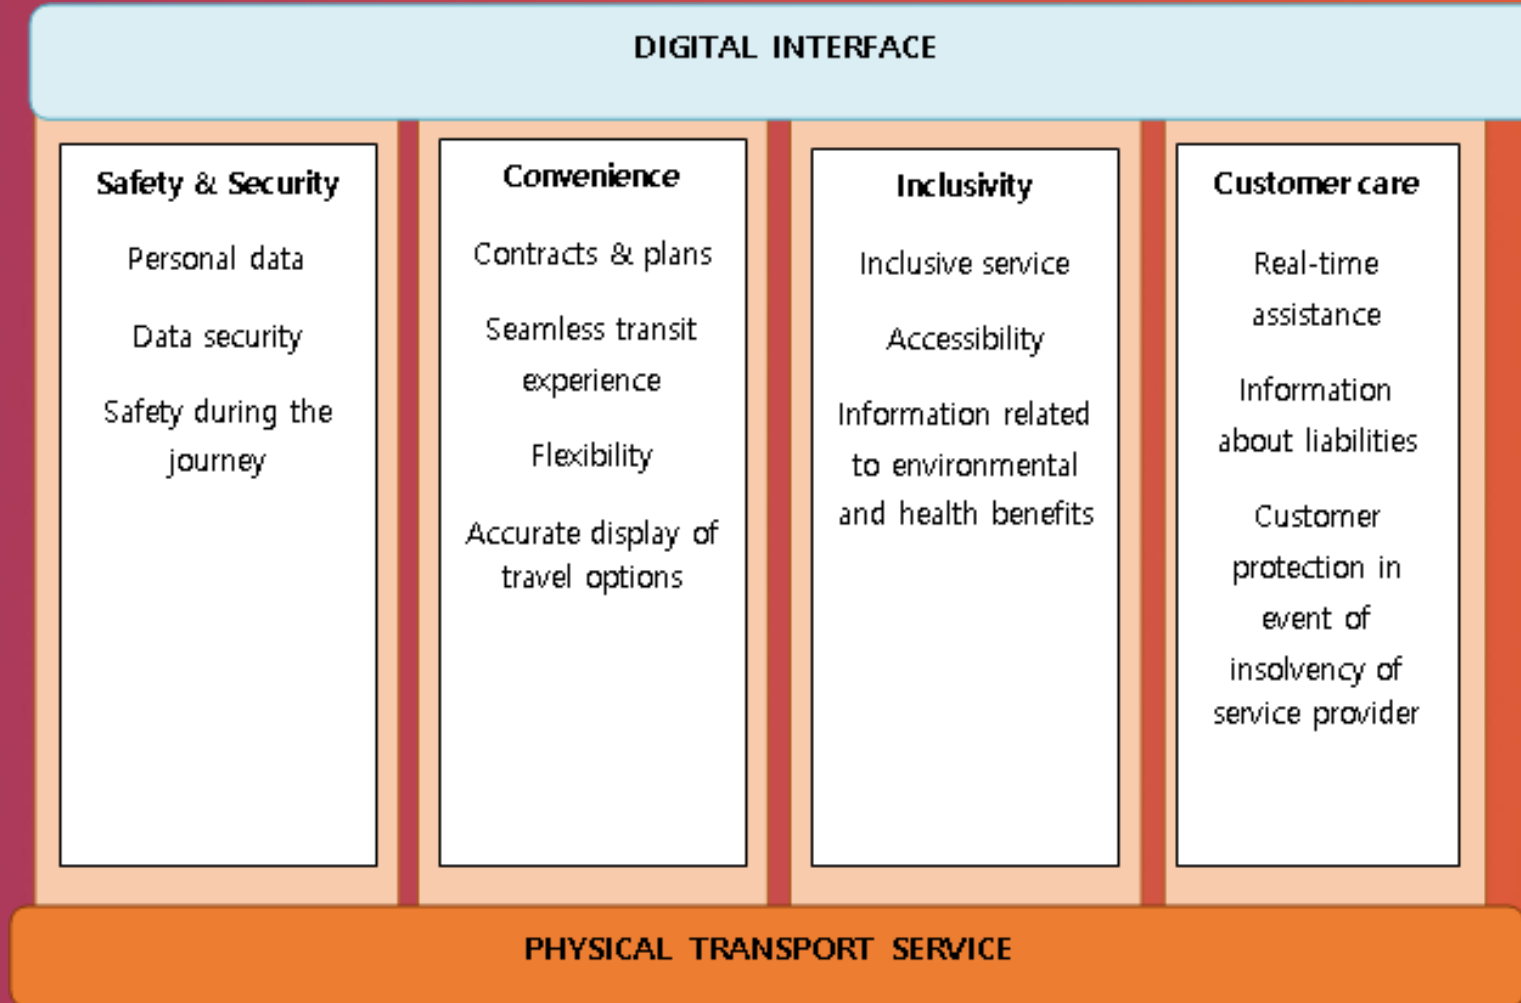 DIGITAL INTERFACE
Safety & Security
Personal data
Data security
Safety during the
journey
Convenience
Contracts & plans
Seamless transit
experience
Flexibility
Accurate display of
travel options
Inclusivity
Inclusive service
Accessibility
Information related
to environmental
and health benefits
Customer care
Real-time
assistance
Information
about liabilities
Customer
protection in
event of
insolvency of
service provider
PHYSICAL TRANSPORT SERVICE